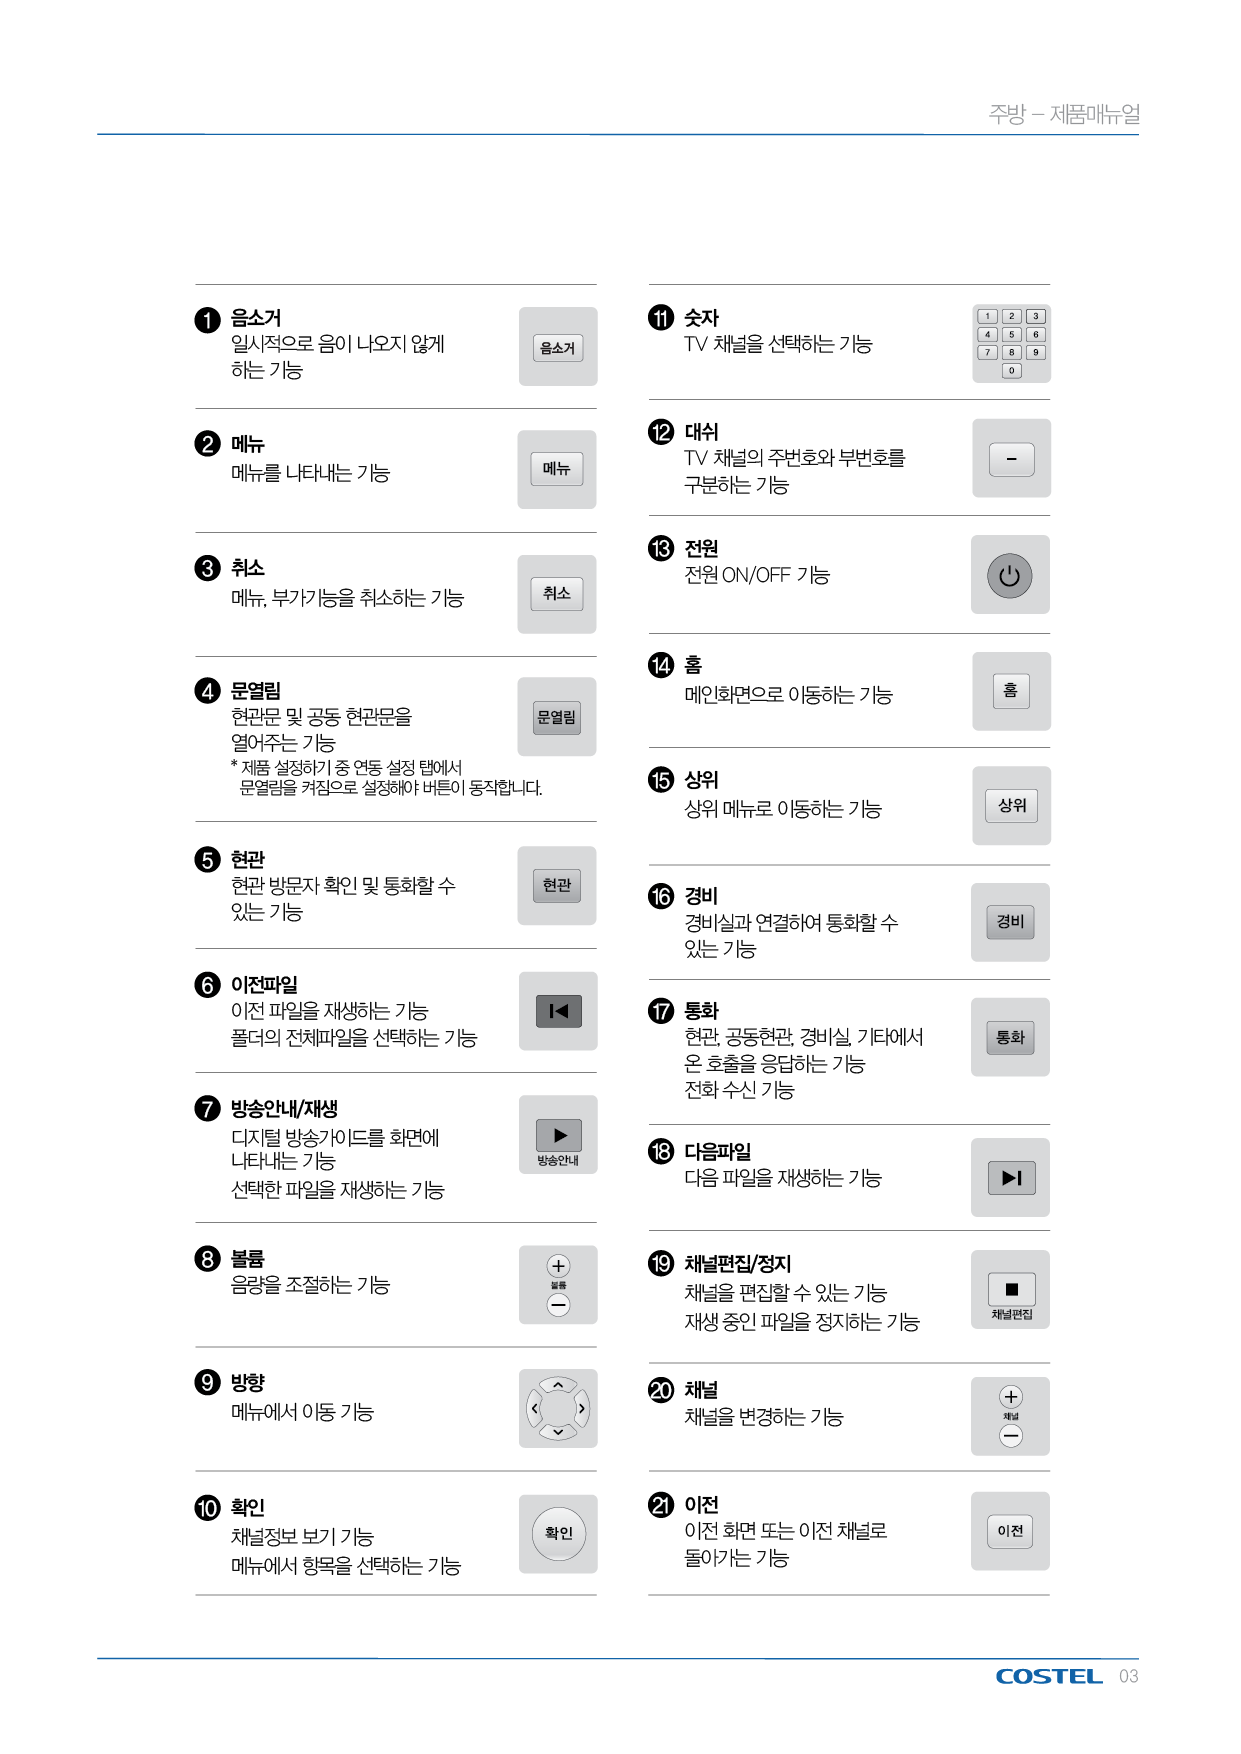 주방 – 제품매뉴얼
❶ 음소거
일시적으로 음이 나오지 않게
하는 기능
음소거
❷ 메뉴
메뉴를 나타내는 기능
메뉴
❸ 취소
메뉴, 부가기능을 취소하는 기능
취소
❹ 문열림
현관문 및 공동 현관문을
열어주는 기능
* 제품 설정하기 중 연동 설정 탭에서
문열림을 켜짐으로 설정해야 버튼이 동작합니다.
문열림
❺ 현관
현관 방문자 확인 및 통화할 수
있는 기능
현관
❻ 이전파일
이전 파일을 재생하는 기능
폴더의 전체파일을 선택하는 기능
❼ 방송안내/재생
디지털 방송가이드를 화면에
나타내는 기능
선택한 파일을 재생하는 기능
방송안내
❽ 볼륨
음량을 조절하는 기능
+
볼륨
−
❾ 방향
메뉴에서 이동 기능
❿ 확인
채널정보 보기 기능
메뉴에서 항목을 선택하는 기능
확인
⓫ 숫자
TV 채널을 선택하는 기능
1 2 3
4 5 6
7 8 9
0
⓬ 대쉬
TV 채널의 주번호와 부번호를
구분하는 기능
–
⓭ 전원
전원 ON/OFF 기능
⓮ 홈
메인화면으로 이동하는 기능
홈
⓯ 상위
상위 메뉴로 이동하는 기능
상위
⓰ 경비
경비실과 연결하여 통화할 수
있는 기능
경비
⓱ 통화
현관, 공동현관, 경비실, 기타에서
온 호출을 응답하는 기능
전화 수신 기능
통화
⓲ 다음파일
다음 파일을 재생하는 기능
⓳ 채널편집/정지
채널을 편집할 수 있는 기능
재생 중인 파일을 정지하는 기능
채널편집
⓴ 채널
채널을 변경하는 기능
+
채널
−
21 이전
이전 화면 또는 이전 채널로
돌아가는 기능
이전
COSTEL 03